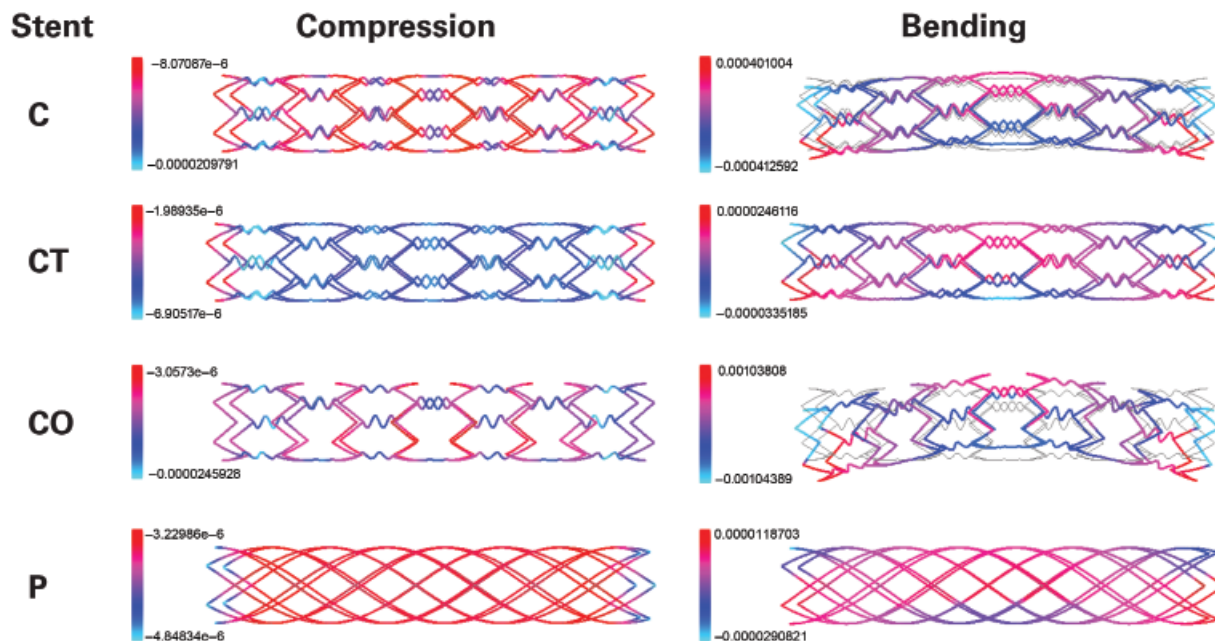 Stent Compression Bending
C
−8.07087e-6
−0.0000209791
0.000401004
−0.000412592
CT
−1.98935e-6
−6.90517e-6
0.0000246116
−0.0000335185
CO
−3.0573e-6
−0.0000245928
0.00103808
−0.00104389
P
−3.22986e-6
−4.84834e-6
0.0000118703
−0.0000290821